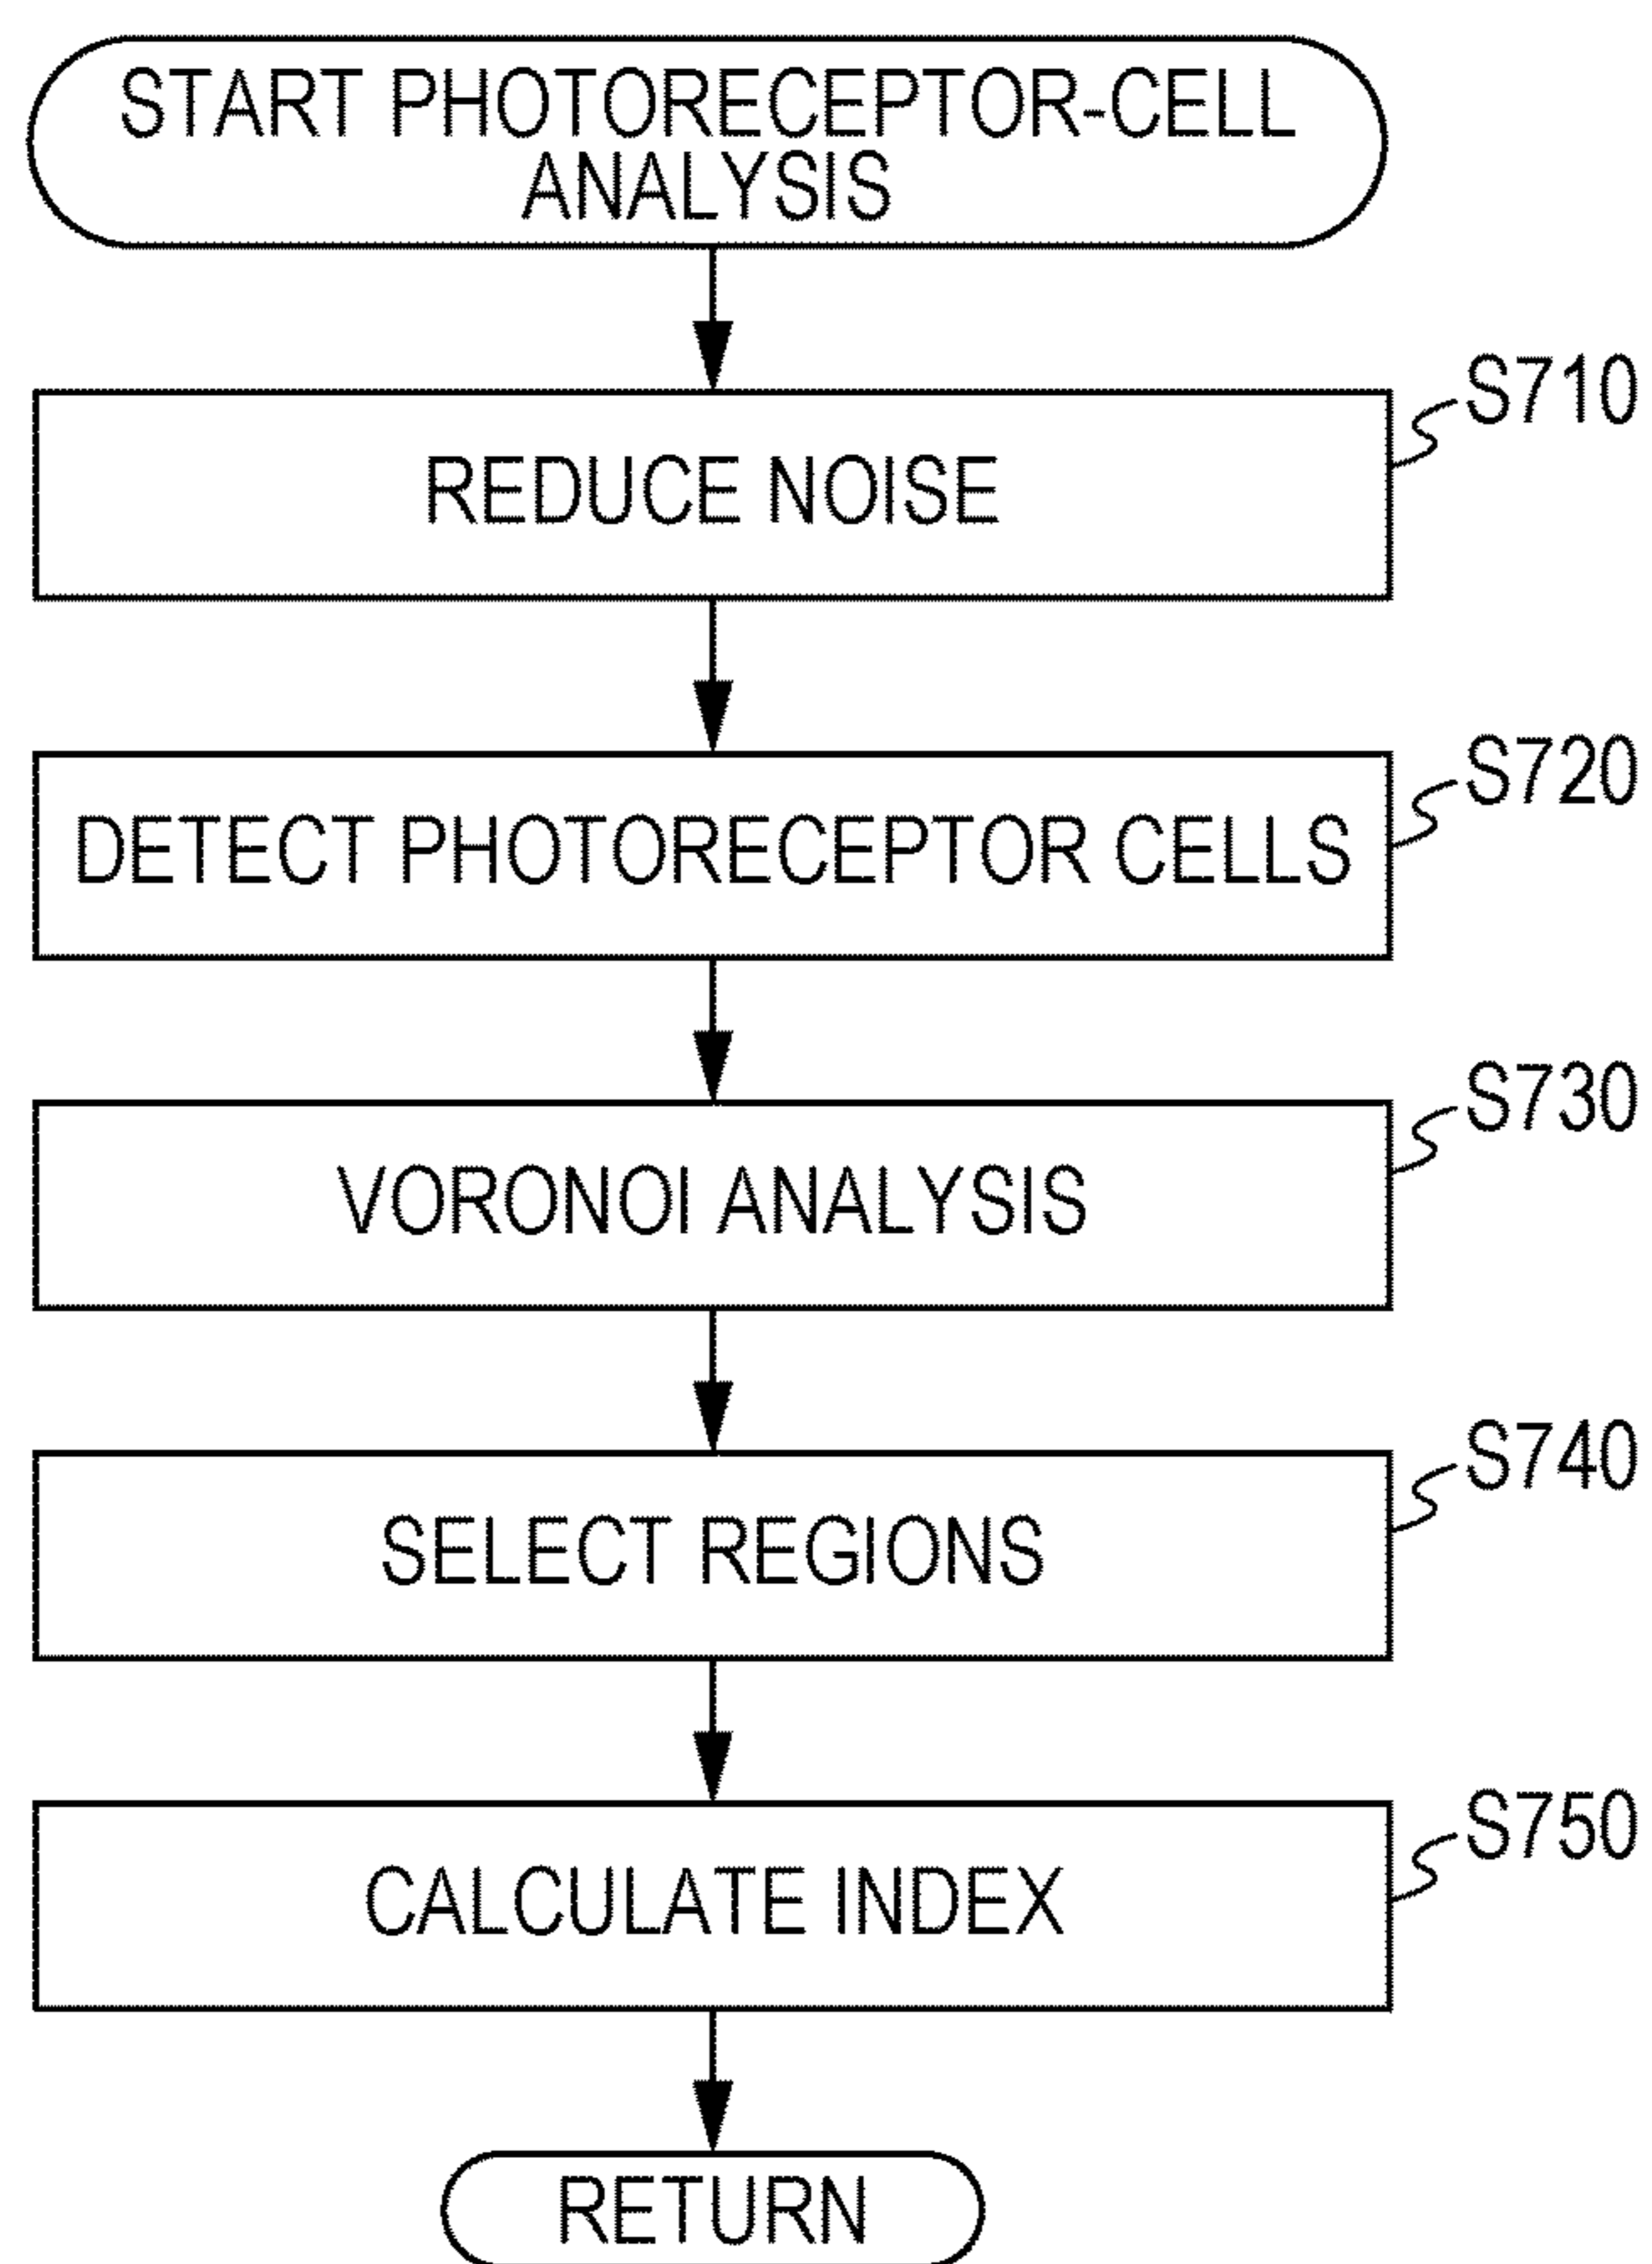 START PHOTORECEPTOR-CELL
ANALYSIS
S710
REDUCE NOISE
S720
DETECT PHOTORECEPTOR CELLS
S730
VORONOI ANALYSIS
S740
SELECT REGIONS
S750
CALCULATE INDEX
RETURN